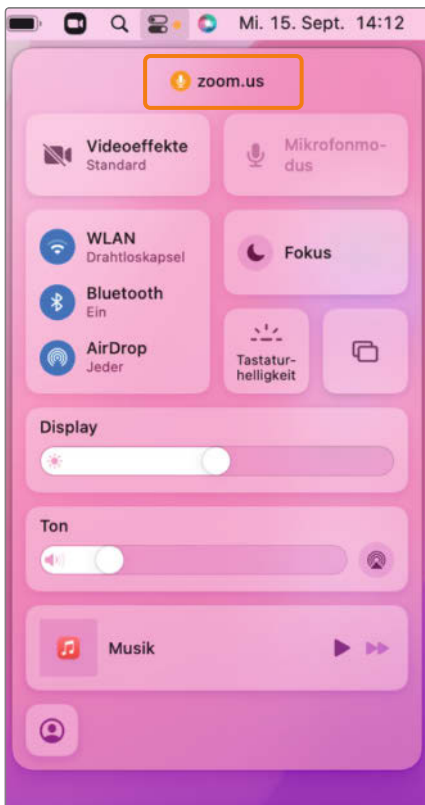 Mi. 15. Sept. 14:12
zoom.us
Videoeffekte
Standard
Mikrofonmo-
dus
WLAN
Drahtloskapsel
Fokus
Bluetooth
Ein
AirDrop
Jeder
Tastatur-
helligkeit
Display
Ton
Musik